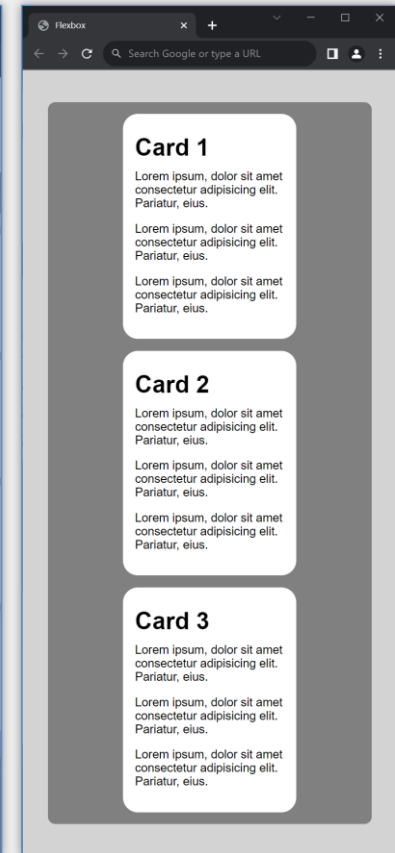 Flexbox
Search Google or type a URL
Card 1
Lorem ipsum, dolor sit amet
consectetur adipisicing elit.
Pariatur, eius.
Lorem ipsum, dolor sit amet
consectetur adipisicing elit.
Pariatur, eius.
Lorem ipsum, dolor sit amet
consectetur adipisicing elit.
Pariatur, eius.
Card 2
Lorem ipsum, dolor sit amet
consectetur adipisicing elit.
Pariatur, eius.
Lorem ipsum, dolor sit amet
consectetur adipisicing elit.
Pariatur, eius.
Lorem ipsum, dolor sit amet
consectetur adipisicing elit.
Pariatur, eius.
Card 3
Lorem ipsum, dolor sit amet
consectetur adipisicing elit.
Pariatur, eius.
Lorem ipsum, dolor sit amet
consectetur adipisicing elit.
Pariatur, eius.
Lorem ipsum, dolor sit amet
consectetur adipisicing elit.
Pariatur, eius.